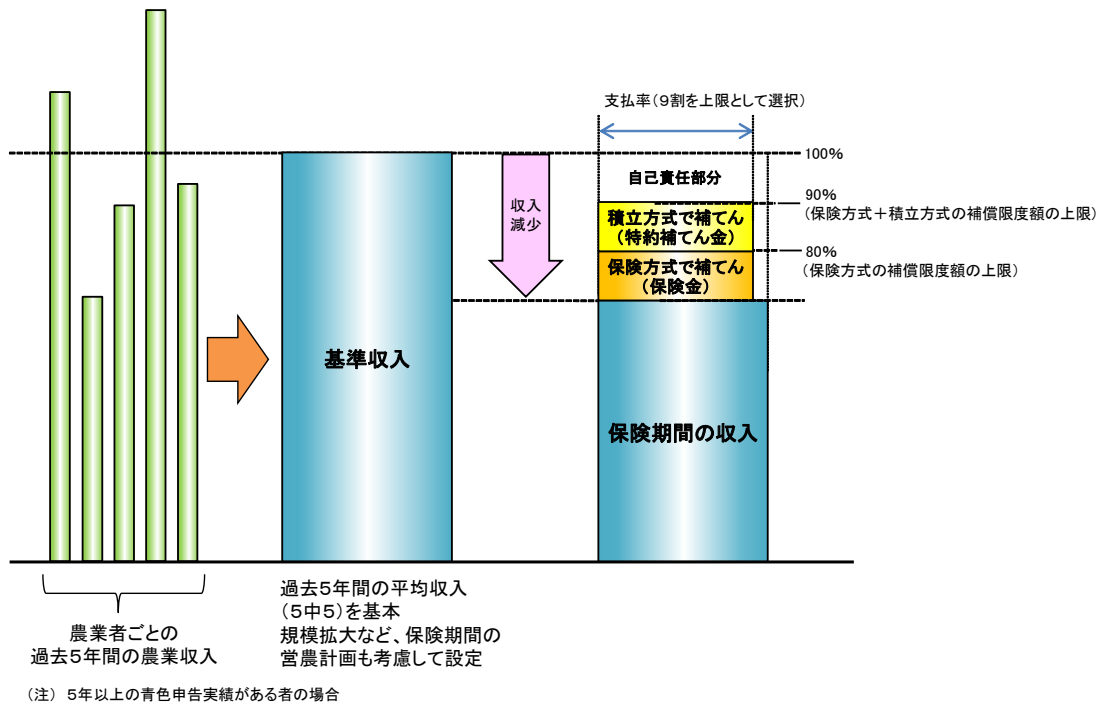 支払率（９割を上限として選択）
100%
自己責任部分
90%
（保険方式＋積立方式の補償限度額の上限）
収入
減少
積立方式で補てん
（特約補てん金）
80%
（保険方式の補償限度額の上限）
保険方式で補てん
（保険金）
基準収入
保険期間の収入
過去５年間の平均収入
（５中５）を基本
規模拡大など、保険期間の
営農計画も考慮して設定
農業者ごとの
過去５年間の農業収入
（注） ５年以上の青色申告実績がある者の場合